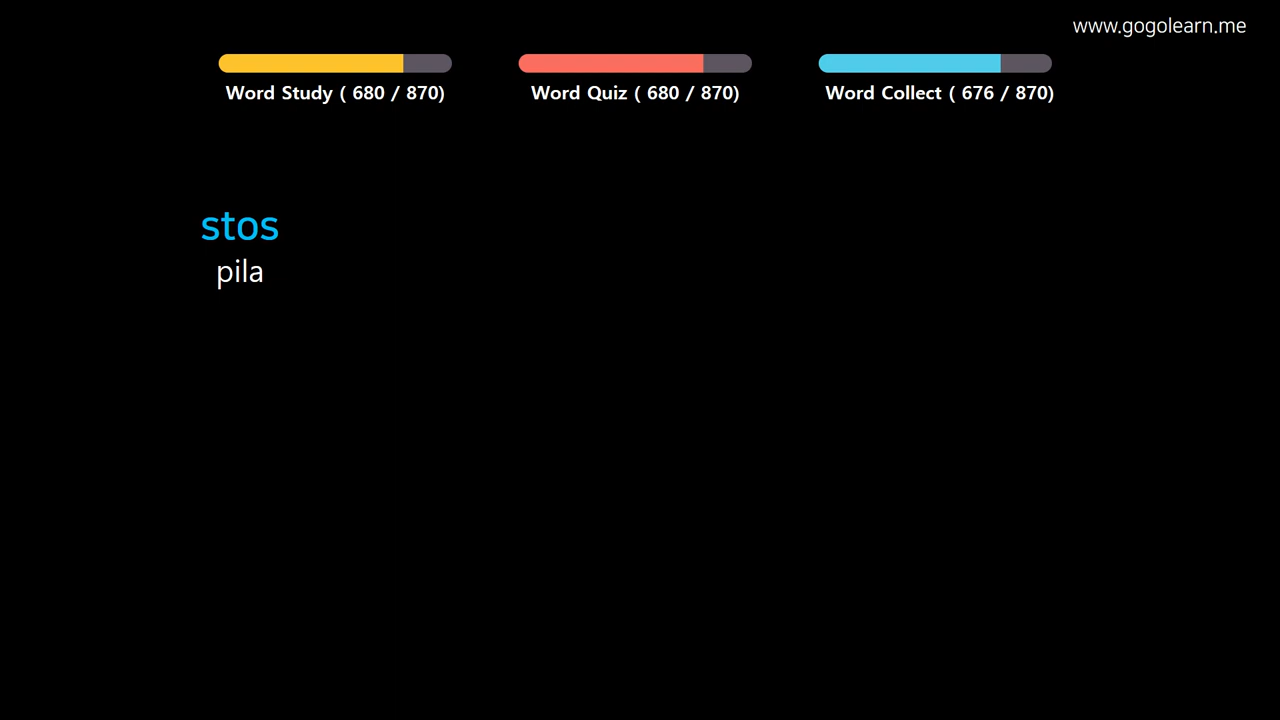 www.gogolearn.me
Word Study ( 680 / 870)
Word Quiz ( 680 / 870)
Word Collect ( 676 / 870)
stos
pila